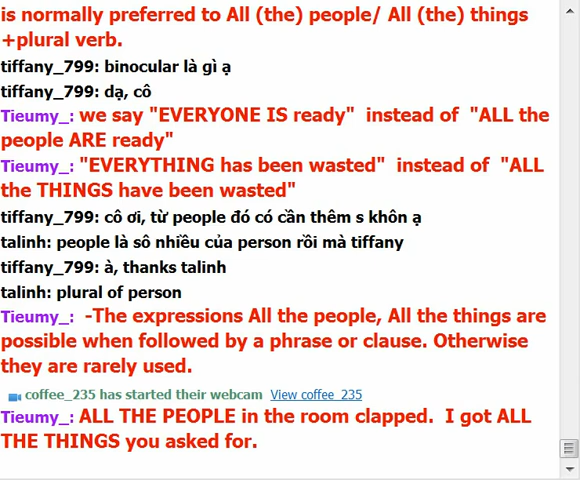 is normally preferred to All (the) people/ All (the) things
+plural verb.
tiffany_799: binocular là gì ạ
tiffany_799: dạ, cô
Tieumy_: we say "EVERYONE IS ready"  instead of  "ALL the
people ARE ready"
Tieumy_: "EVERYTHING has been wasted"  instead of  "ALL
the THINGS have been wasted"
tiffany_799: cô ơi, từ people đó có cần thêm s khôn ạ
talinh: people là sô nhiều của person rồi mà tiffany
tiffany_799: à, thanks talinh
talinh: plural of person
Tieumy_:  -The expressions All the people, All the things are
possible when followed by a phrase or clause. Otherwise
they are rarely used.
coffee_235 has started their webcam  View coffee_235
Tieumy_: ALL THE PEOPLE in the room clapped.  I got ALL
THE THINGS you asked for.